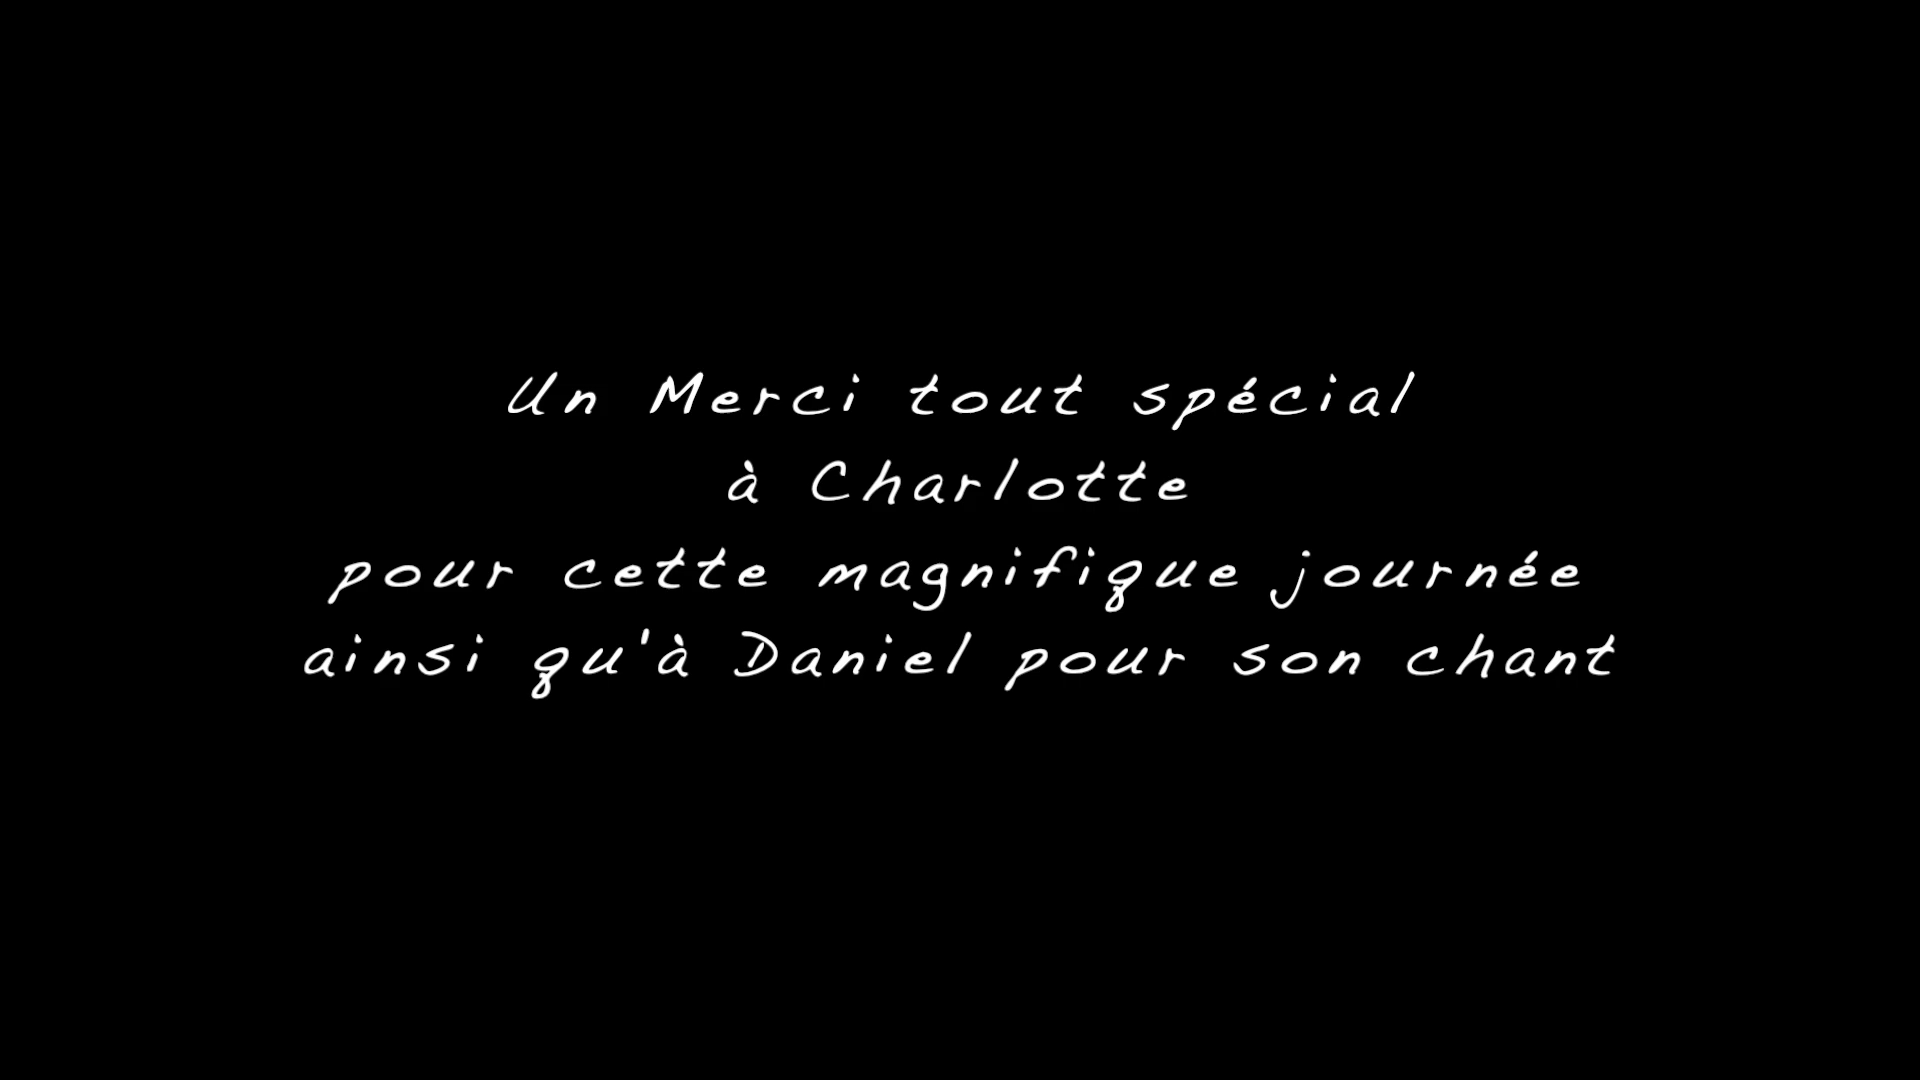 Un Merci tout spécial
à Charlotte
pour cette magnifique journée
ainsi qu'à Daniel pour son chant